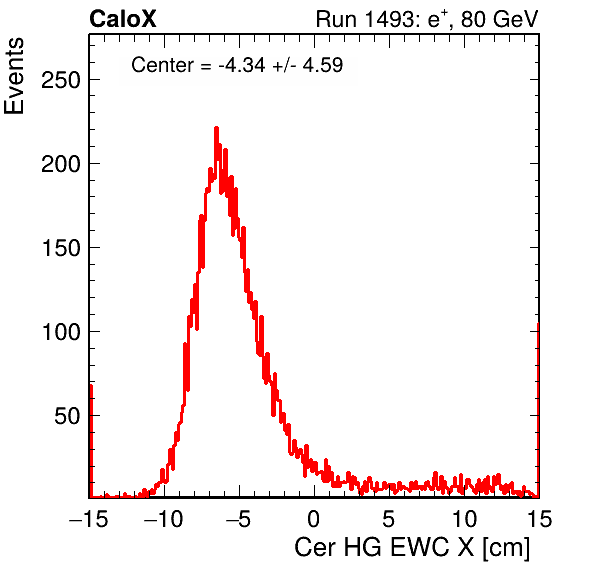 CaloX
Run 1493: e+, 80 GeV
Center = -4.34 +/- 4.59
Events
250
200
150
100
50
−15 −10 −5 0 5 10 15
Cer HG EWC X [cm]